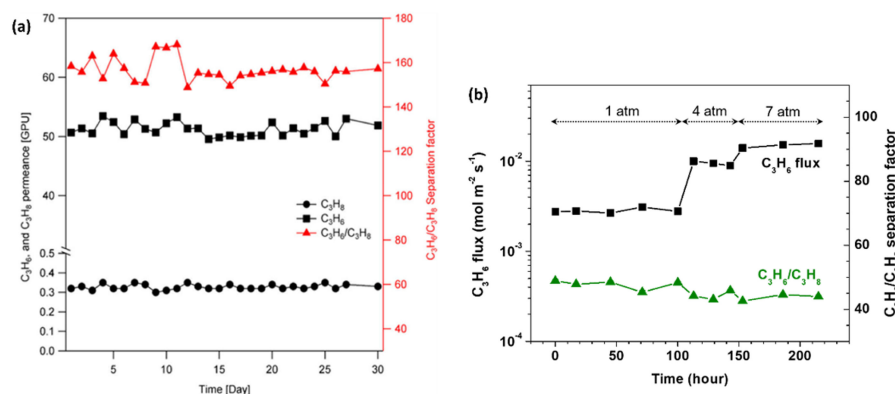 (a)
70
60
50
40
0.5
0.4
0.3
0.2
0.1
0.0
C₃H₆, and C₃H₈ permeance [GPU]
180
160
140
120
100
80
60
40
C₃H₆/C₃H₈ Separation factor
C₃H₈
C₃H₆
C₃H₆/C₃H₈
5
10
15
20
25
30
Time [Day]
(b)
1 atm
4 atm
7 atm
10⁻²
10⁻³
10⁻⁴
C₃H₆ flux (mol m⁻² s⁻¹)
C₃H₆ flux
C₃H₆/C₃H₈
100
90
80
70
60
50
40
C₃H₆/C₃H₈ separation factor
0
50
100
150
200
Time (hour)